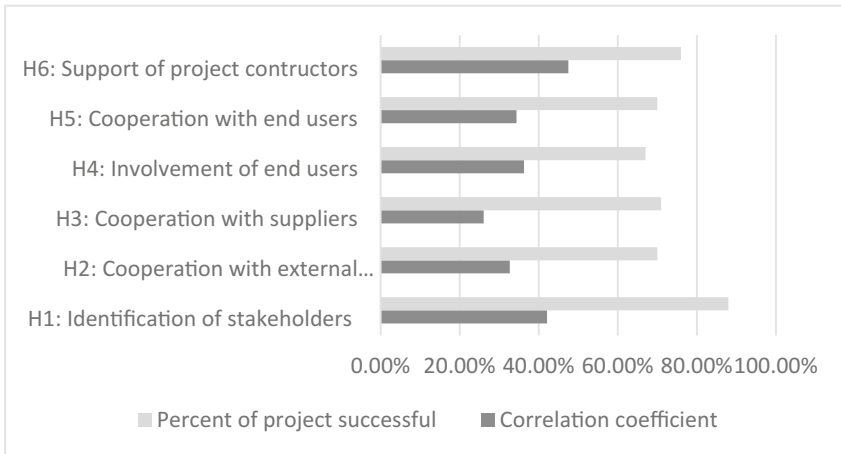 H6: Support of project contructors
H5: Cooperation with end users
H4: Involvement of end users
H3: Cooperation with suppliers
H2: Cooperation with external...
H1: Identification of stakeholders
0.00% 20.00% 40.00% 60.00% 80.00% 100.00%
Percent of project successful Correlation coefficient